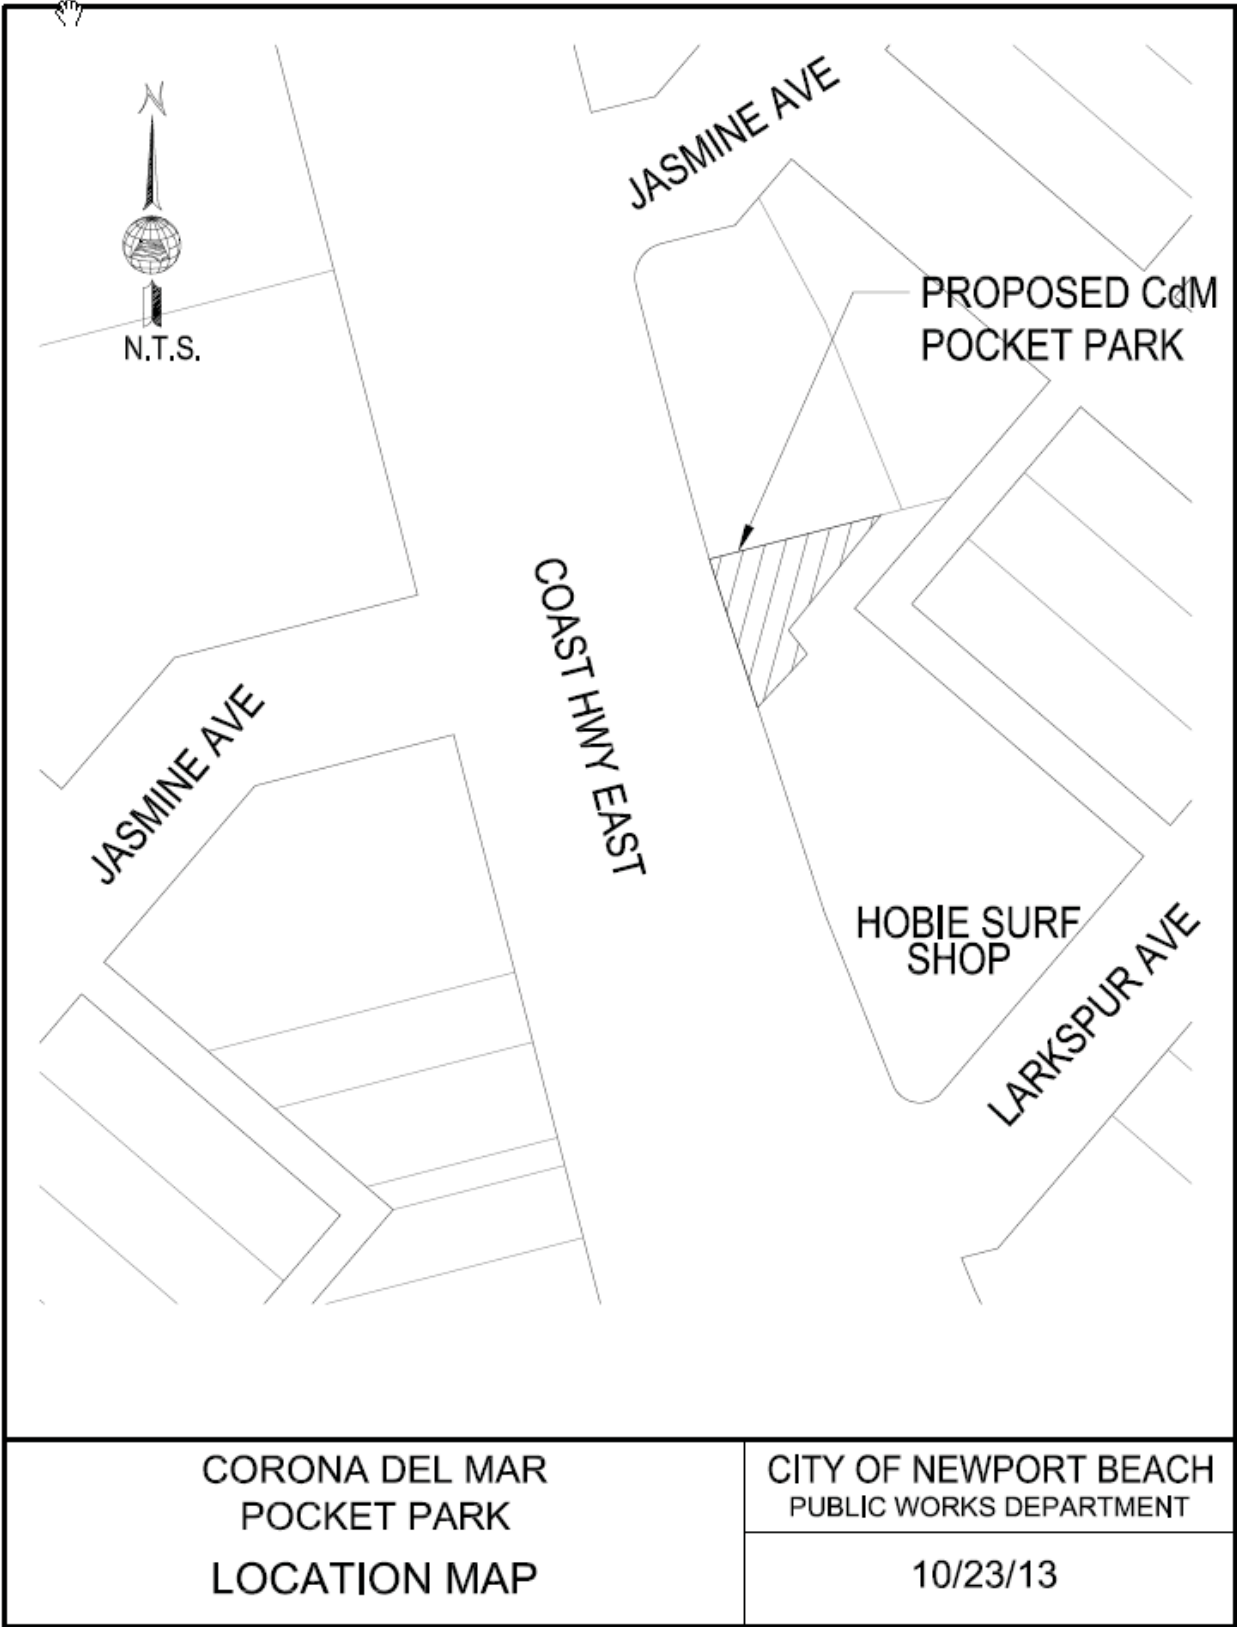 N
N.T.S.
JASMINE AVE
PROPOSED CdM
POCKET PARK
COAST HWY EAST
JASMINE AVE
HOBIE SURF
SHOP
LARKSPUR AVE
CORONA DEL MAR
POCKET PARK
LOCATION MAP
CITY OF NEWPORT BEACH
PUBLIC WORKS DEPARTMENT
10/23/13